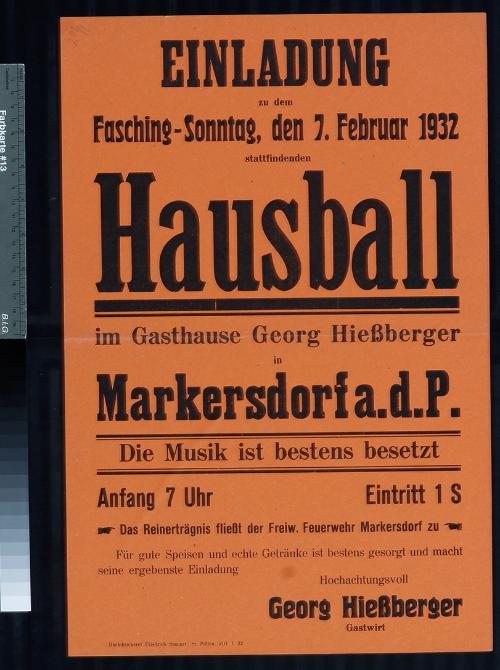 EINLADUNG
zu dem
Fasching-Sonntag, den 7. Februar 1932
stattfindenden
Hausball
im Gasthause Georg Hießberger
in
Markersdorf a.d.P.
Die Musik ist bestens besetzt
Anfang 7 Uhr Eintritt 1 S
Das Reinerträgnis fließt der Freiw. Feuerwehr Markersdorf zu
Für gute Speisen und echte Getränke ist bestens gesorgt und macht
seine ergebenste Einladung
Hochachtungsvoll
Georg Hießberger
Gastwirt
Buchdruckerei Friedrich
Farbkarte #13
B.I.G.